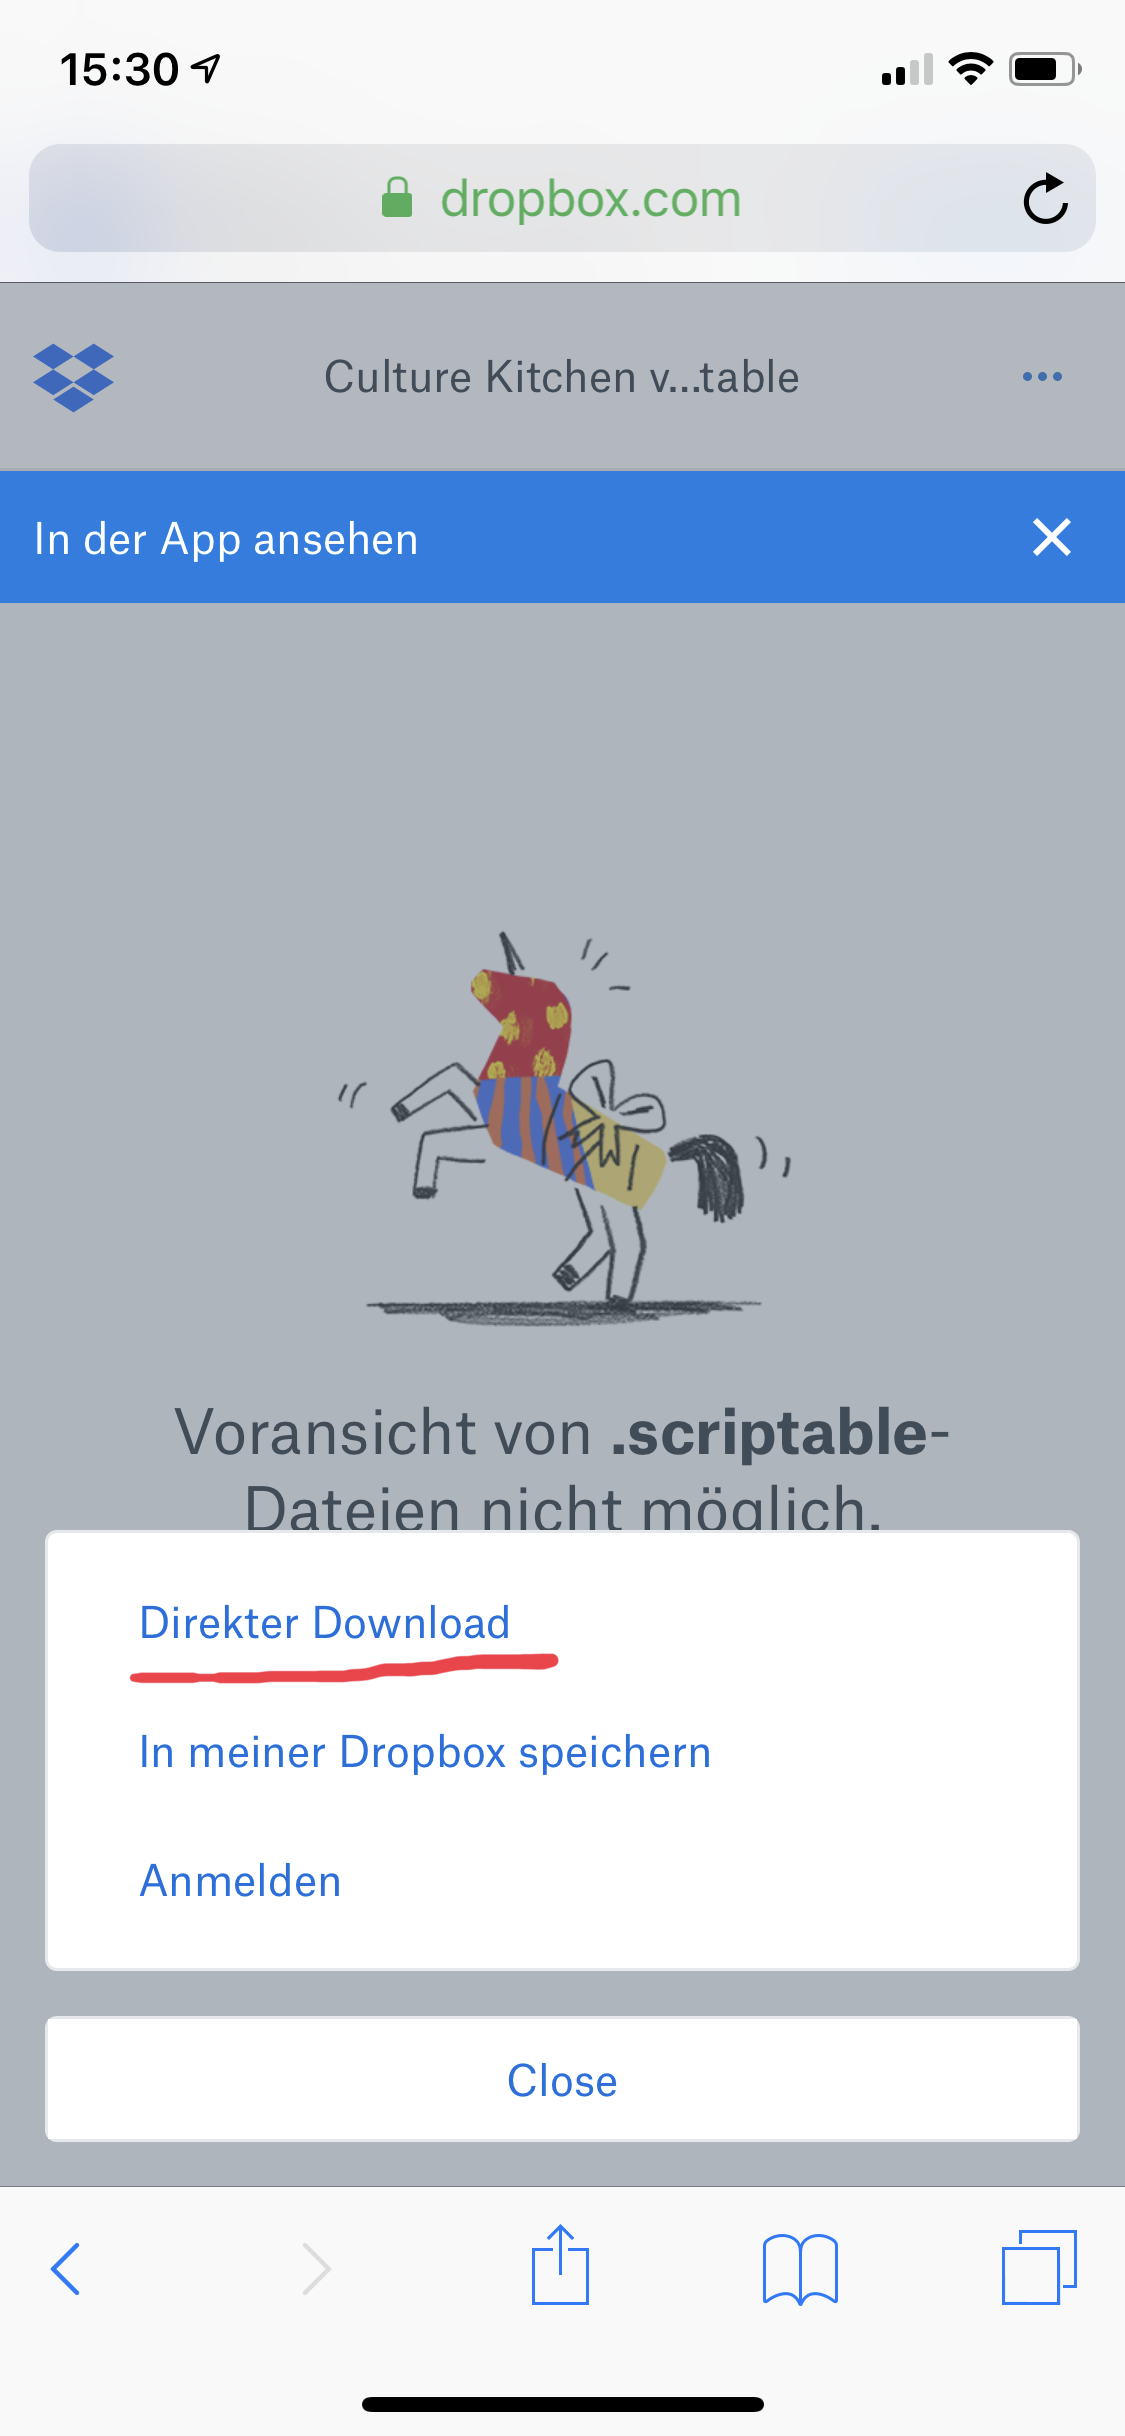 15:30
dropbox.com
Culture Kitchen v...table
In der App ansehen
Voransicht von .scriptable-
Dateien nicht möglich.
Direkter Download
In meiner Dropbox speichern
Anmelden
Close